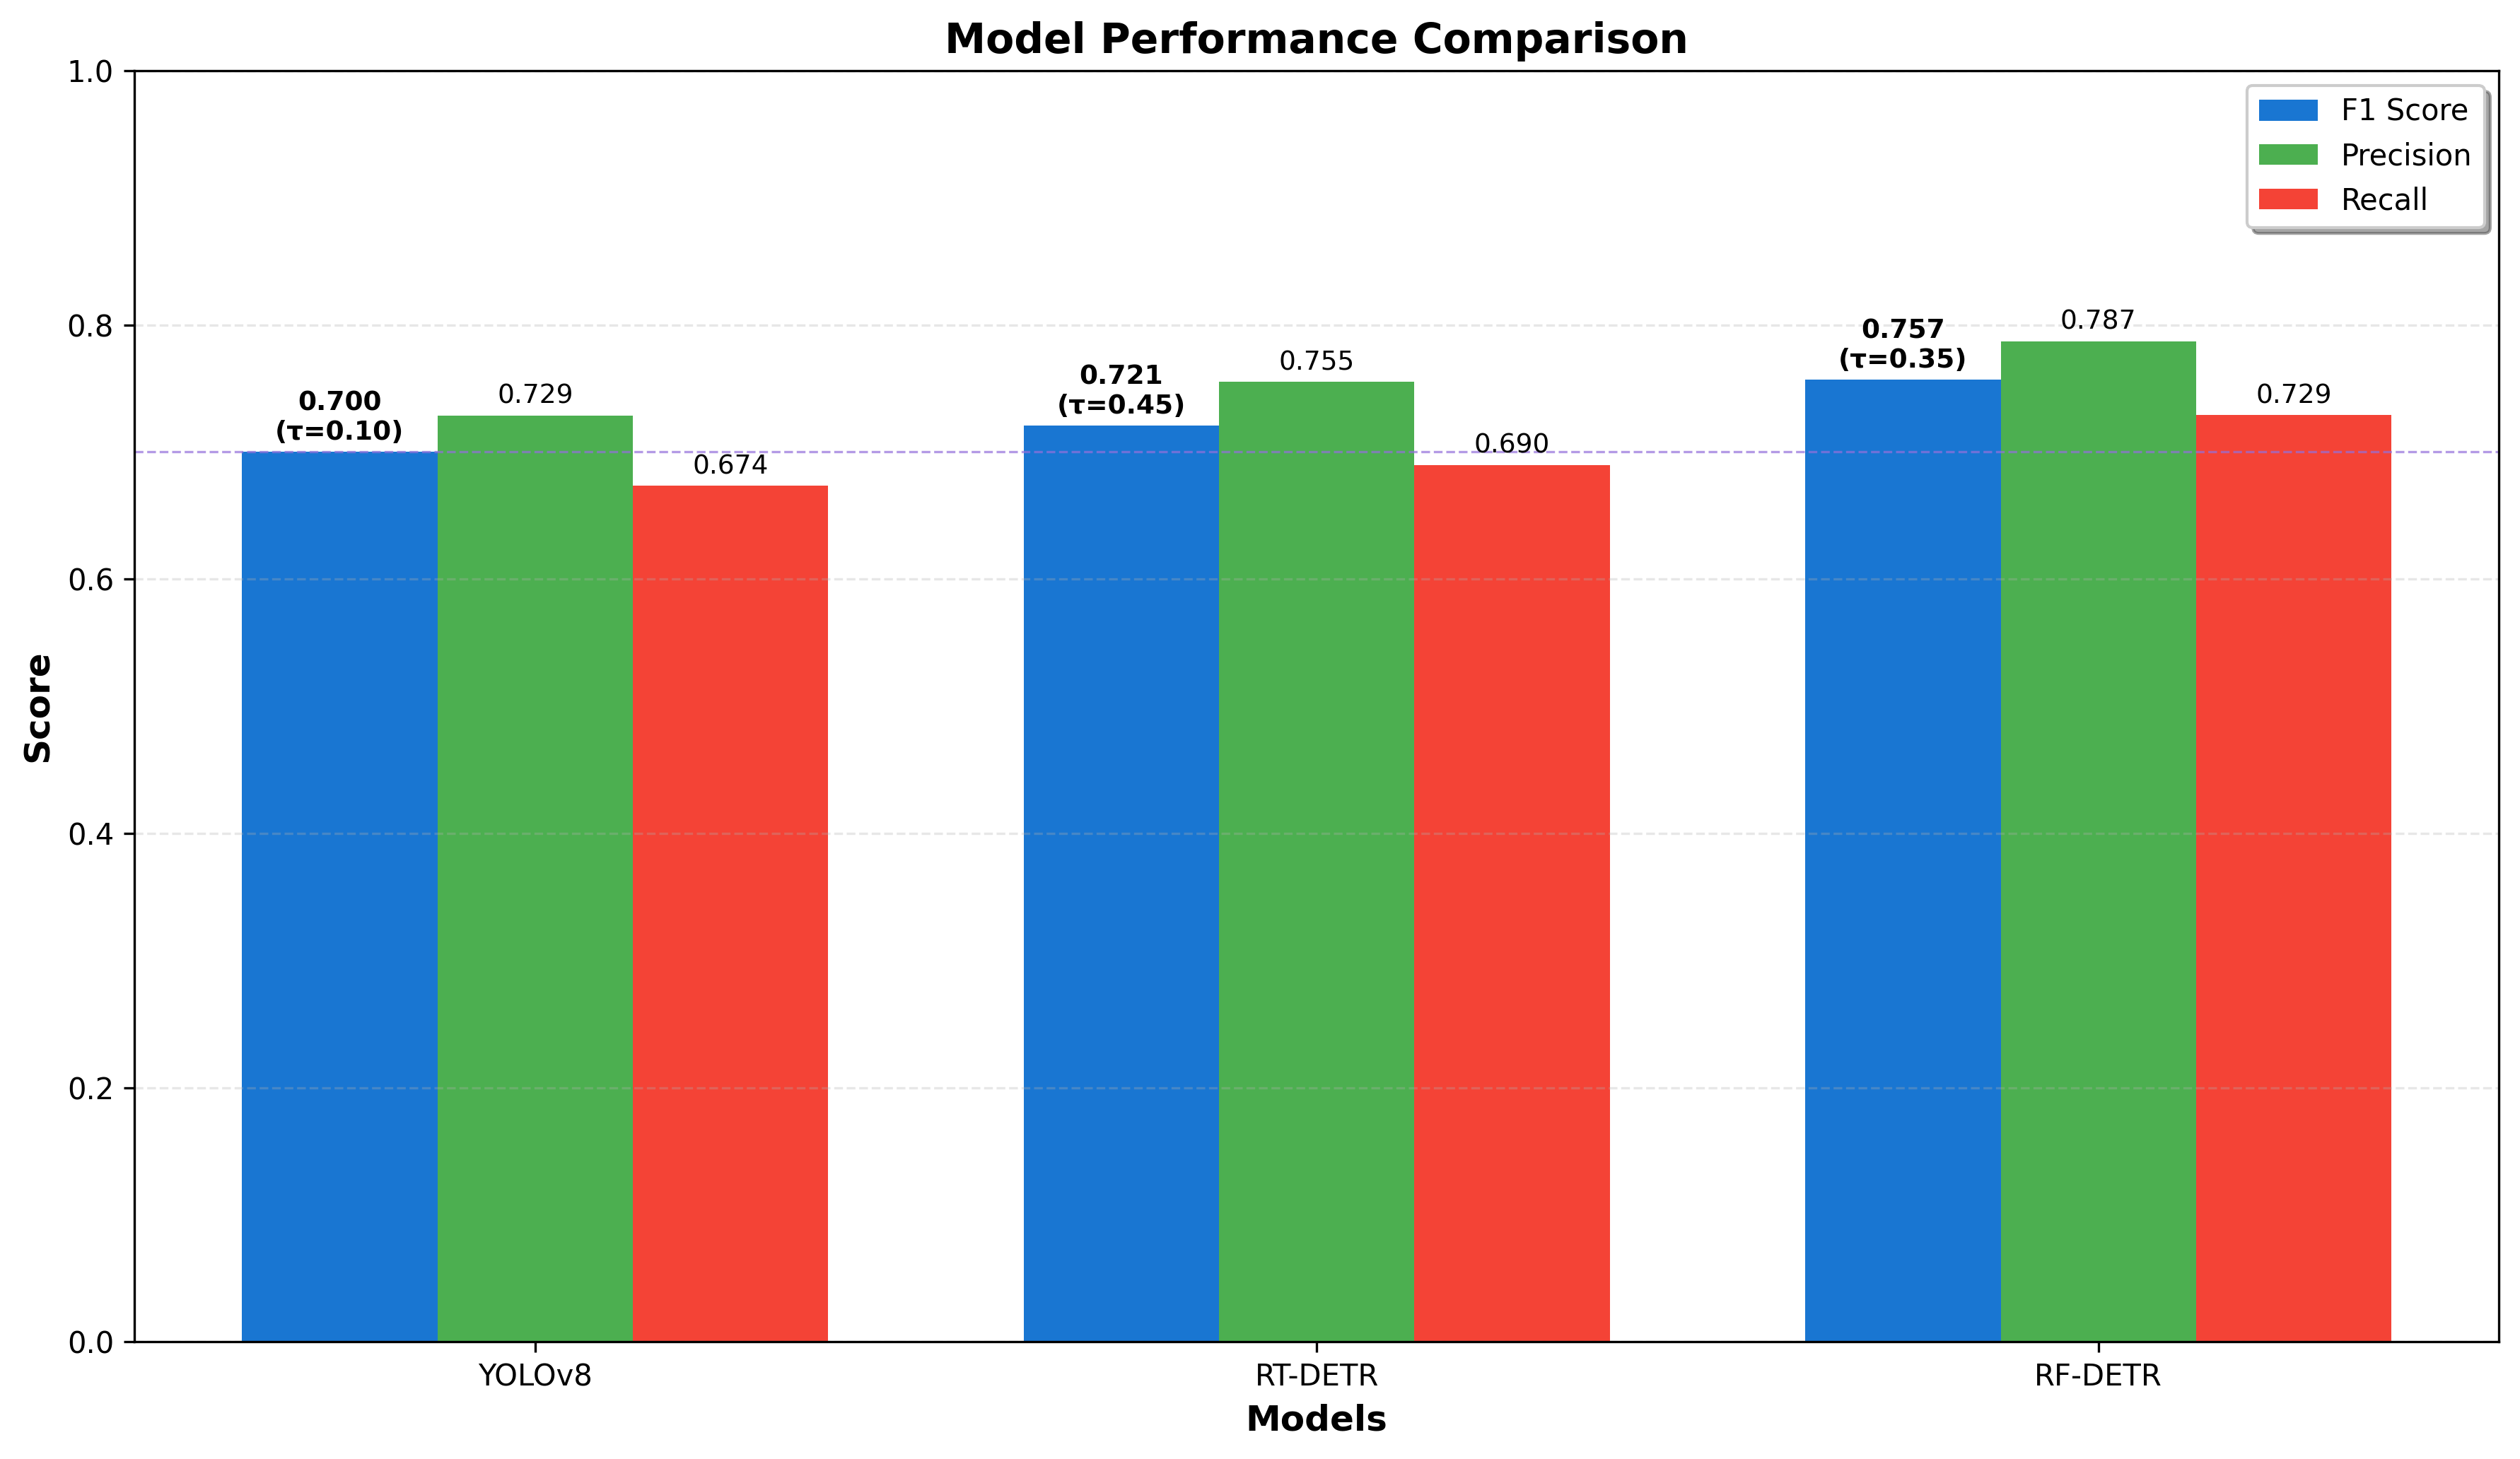 Model Performance Comparison
1.0
0.8
0.6
0.4
0.2
0.0
Score
F1 Score
Precision
Recall
0.700
(τ=0.10)
0.729
0.674
0.721
(τ=0.45)
0.755
0.690
0.757
(τ=0.35)
0.787
0.729
YOLOv8
RT-DETR
RF-DETR
Models